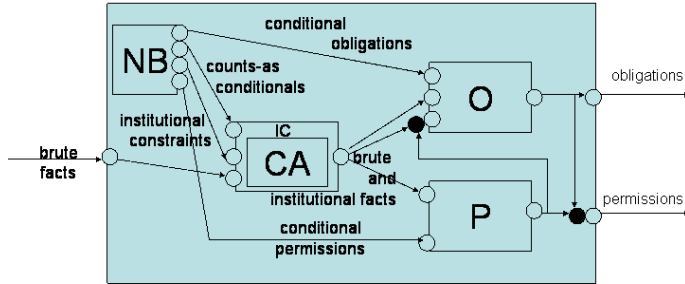 conditional
obligations
NB
counts-as
conditionals
O
obligations
institutional
constraints
IC
CA
brute
facts
brute
and
institutional facts
P
permissions
conditional
permissions